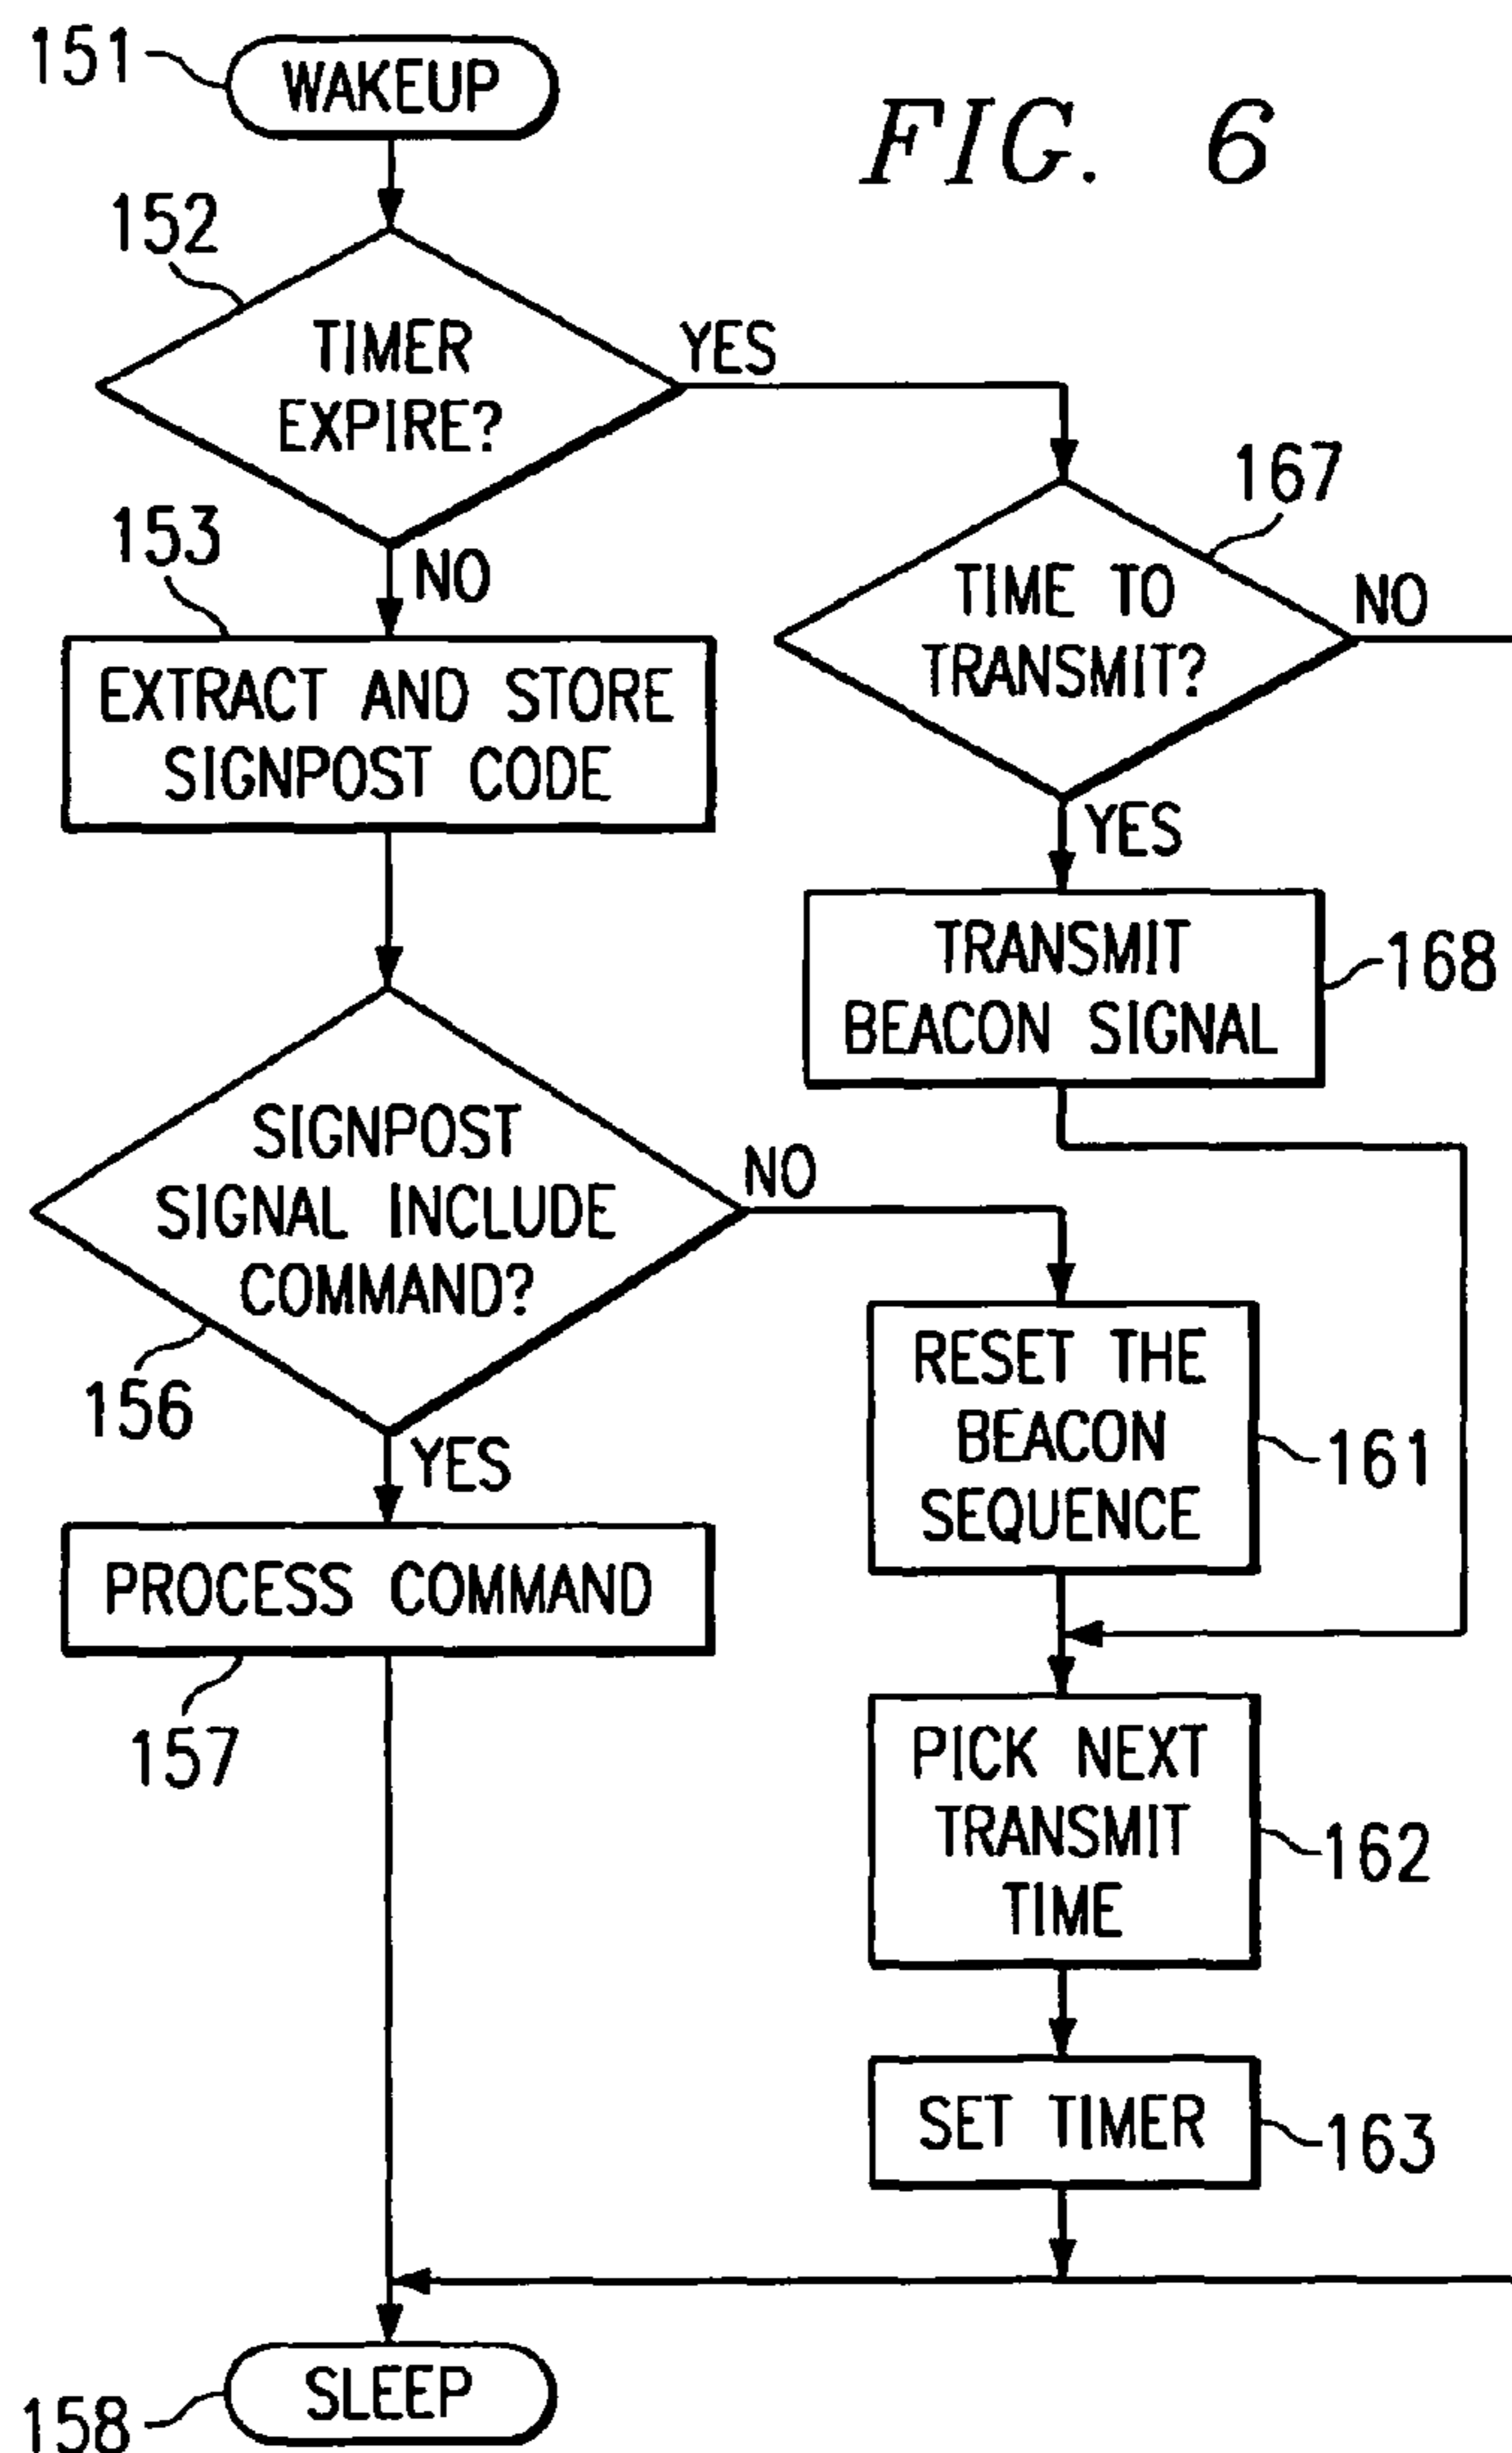 151
WAKEUP
FIG. 6
152
TIMER
EXPIRE?
YES
NO
153
EXTRACT AND STORE
SIGNPOST CODE
167
TIME TO
TRANSMIT?
NO
YES
TRANSMIT
BEACON SIGNAL
168
SIGNPOST
SIGNAL INCLUDE
COMMAND?
NO
156
YES
RESET THE
BEACON
SEQUENCE
161
PROCESS COMMAND
157
PICK NEXT
TRANSMIT
TIME
162
SET TIMER
163
SLEEP
158